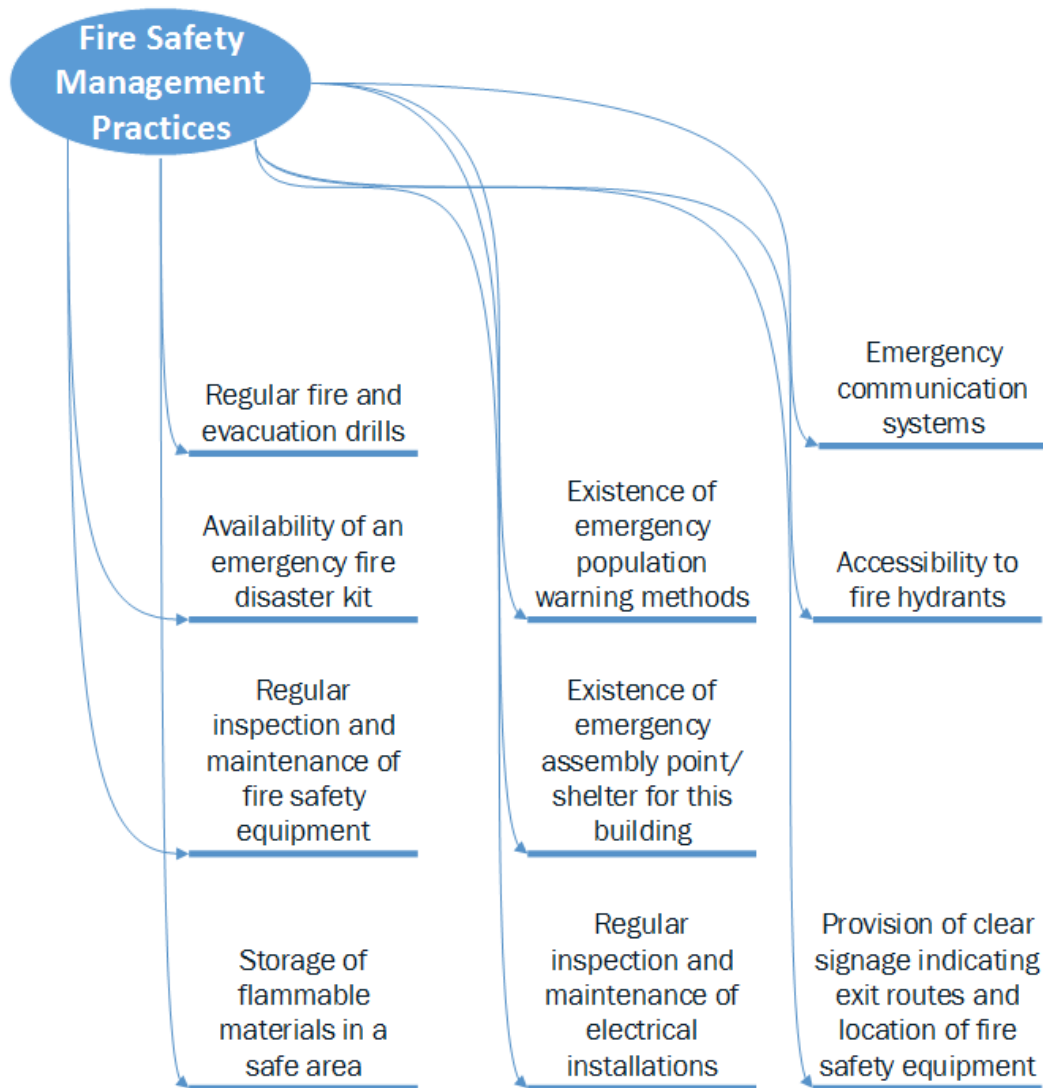 Fire Safety
Management
Practices
Regular fire and
evacuation drills
Availability of an
emergency fire
disaster kit
Regular
inspection and
maintenance of
fire safety
equipment
Storage of
flammable
materials in a
safe area
Existence of
emergency
population
warning methods
Existence of
emergency
assembly point/
shelter for this
building
Regular
inspection and
maintenance of
electrical
installations
Emergency
communication
systems
Accessibility to
fire hydrants
Provision of clear
signage indicating
exit routes and
location of fire
safety equipment